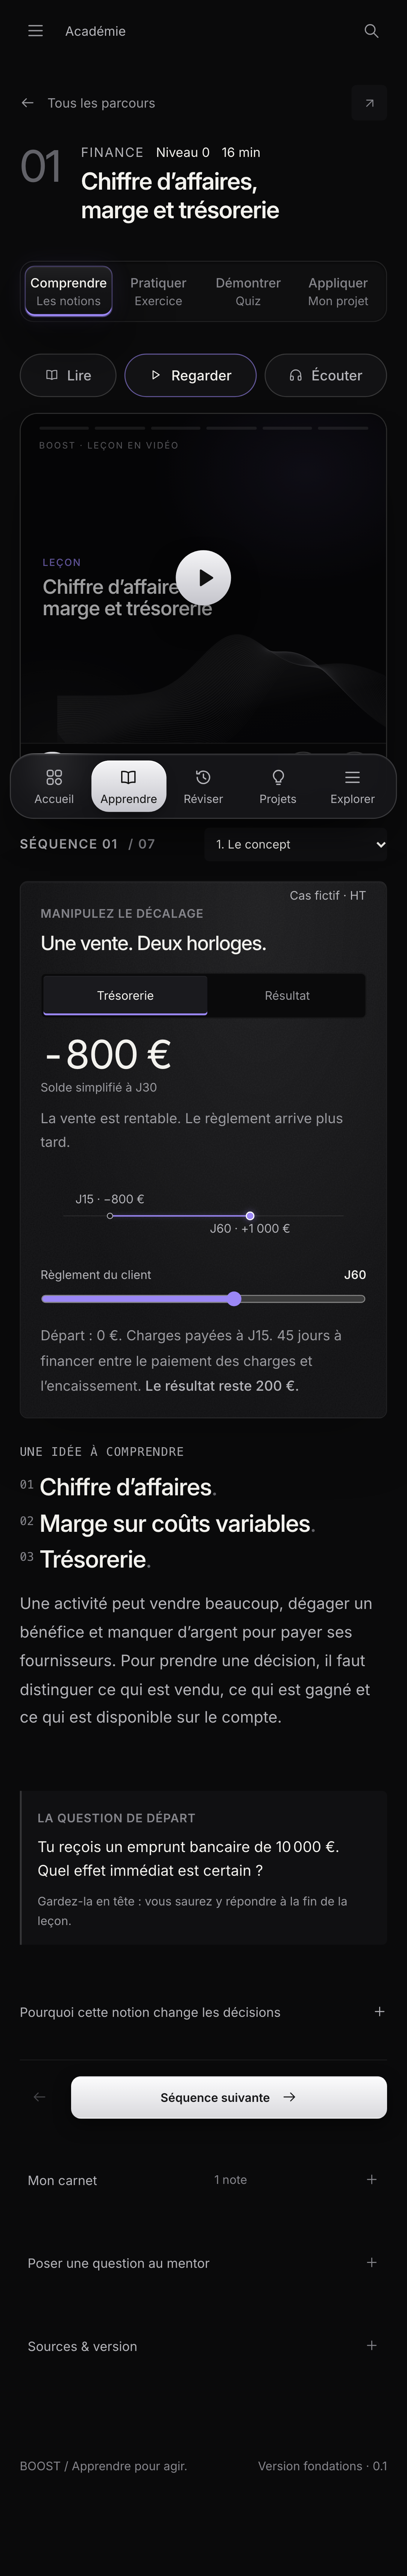 Académie
Tous les parcours
01
FINANCE Niveau 0 16 min
Chiffre d’affaires,
marge et trésorerie
Comprendre
Les notions
Pratiquer
Exercice
Démontrer
Quiz
Appliquer
Mon projet
Lire
Regarder
Écouter
BOOST · LEÇON EN VIDÉO
LEÇON
Chiffre d’affaire
marge et trésorerie
Accueil
Apprendre
Réviser
Projets
Explorer
SÉQUENCE 01 / 07
1. Le concept
Cas fictif · HT
MANIPULEZ LE DÉCALAGE
Une vente. Deux horloges.
Trésorerie
Résultat
-800 €
Solde simplifié à J30
La vente est rentable. Le règlement arrive plus
tard.
J15 · −800 €
J60 · +1 000 €
Règlement du client
J60
Départ : 0 €. Charges payées à J15. 45 jours à
financer entre le paiement des charges et
l’encaissement. Le résultat reste 200 €.
UNE IDÉE À COMPRENDRE
01 Chiffre d’affaires.
02 Marge sur coûts variables.
03 Trésorerie.
Une activité peut vendre beaucoup, dégager un
bénéfice et manquer d’argent pour payer ses
fournisseurs. Pour prendre une décision, il faut
distinguer ce qui est vendu, ce qui est gagné et
ce qui est disponible sur le compte.
LA QUESTION DE DÉPART
Tu reçois un emprunt bancaire de 10 000 €.
Quel effet immédiat est certain ?
Gardez-la en tête : vous saurez y répondre à la fin de la
leçon.
Pourquoi cette notion change les décisions
Séquence suivante
Mon carnet
1 note
Poser une question au mentor
Sources & version
BOOST / Apprendre pour agir.
Version fondations · 0.1